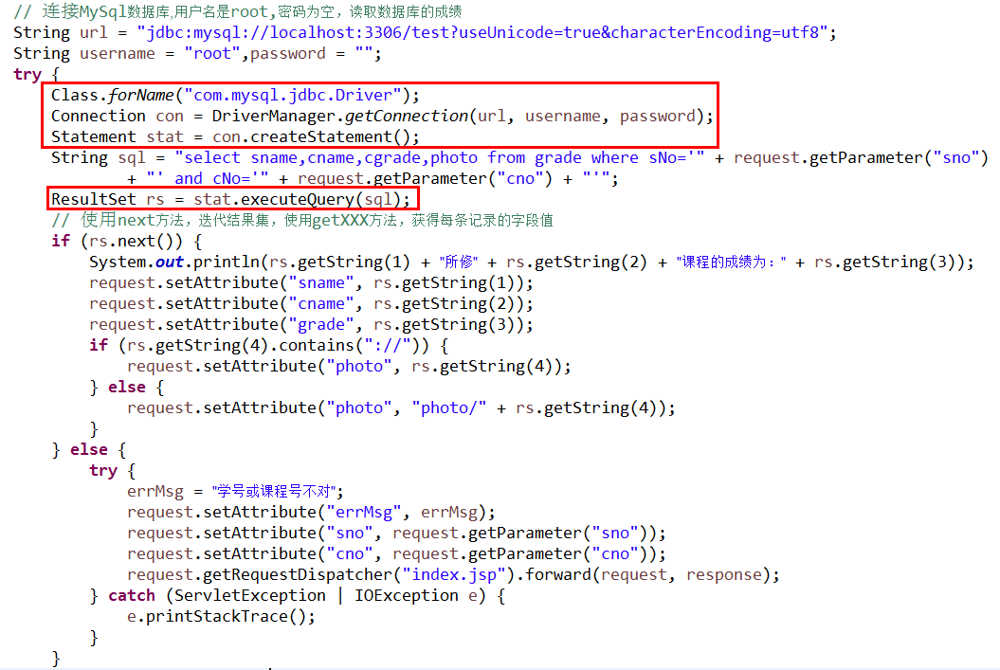 // 连接MySql数据库,用户名是root,密码为空，读取数据库的成绩
String url = "jdbc:mysql://localhost:3306/test?useUnicode=true&characterEncoding=utf8";
String username = "root",password = "";
try {
Class.forName("com.mysql.jdbc.Driver");
Connection con = DriverManager.getConnection(url, username, password);
Statement stat = con.createStatement();
String sql = "select sname,cname,cgrade,photo from grade where sNo='" + request.getParameter("sno")
+ "' and cNo='" + request.getParameter("cno") + "'";
ResultSet rs = stat.executeQuery(sql);
// 使用next方法，迭代结果集，使用getXXX方法，获得每条记录的字段值
if (rs.next()) {
System.out.println(rs.getString(1) + "所修" + rs.getString(2) + "课程的成绩为：" + rs.getString(3));
request.setAttribute("sname", rs.getString(1));
request.setAttribute("cname", rs.getString(2));
request.setAttribute("grade", rs.getString(3));
if (rs.getString(4).contains("://")) {
request.setAttribute("photo", rs.getString(4));
} else {
request.setAttribute("photo", "photo/" + rs.getString(4));
}
} else {
try {
errMsg = "学号或课程号不对";
request.setAttribute("errMsg", errMsg);
request.setAttribute("sno", request.getParameter("sno"));
request.setAttribute("cno", request.getParameter("cno"));
request.getRequestDispatcher("index.jsp").forward(request, response);
} catch (ServletException | IOException e) {
e.printStackTrace();
}
}